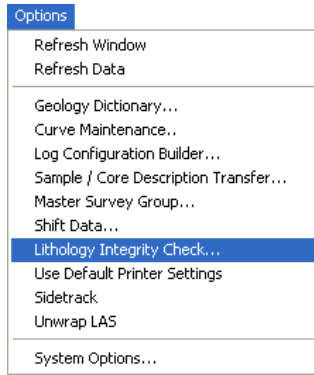 Options
Refresh Window
Refresh Data
Geology Dictionary...
Curve Maintenance..
Log Configuration Builder...
Sample / Core Description Transfer...
Master Survey Group...
Shift Data...
Lithology Integrity Check...
Use Default Printer Settings
Sidetrack
Unwrap LAS
System Options...